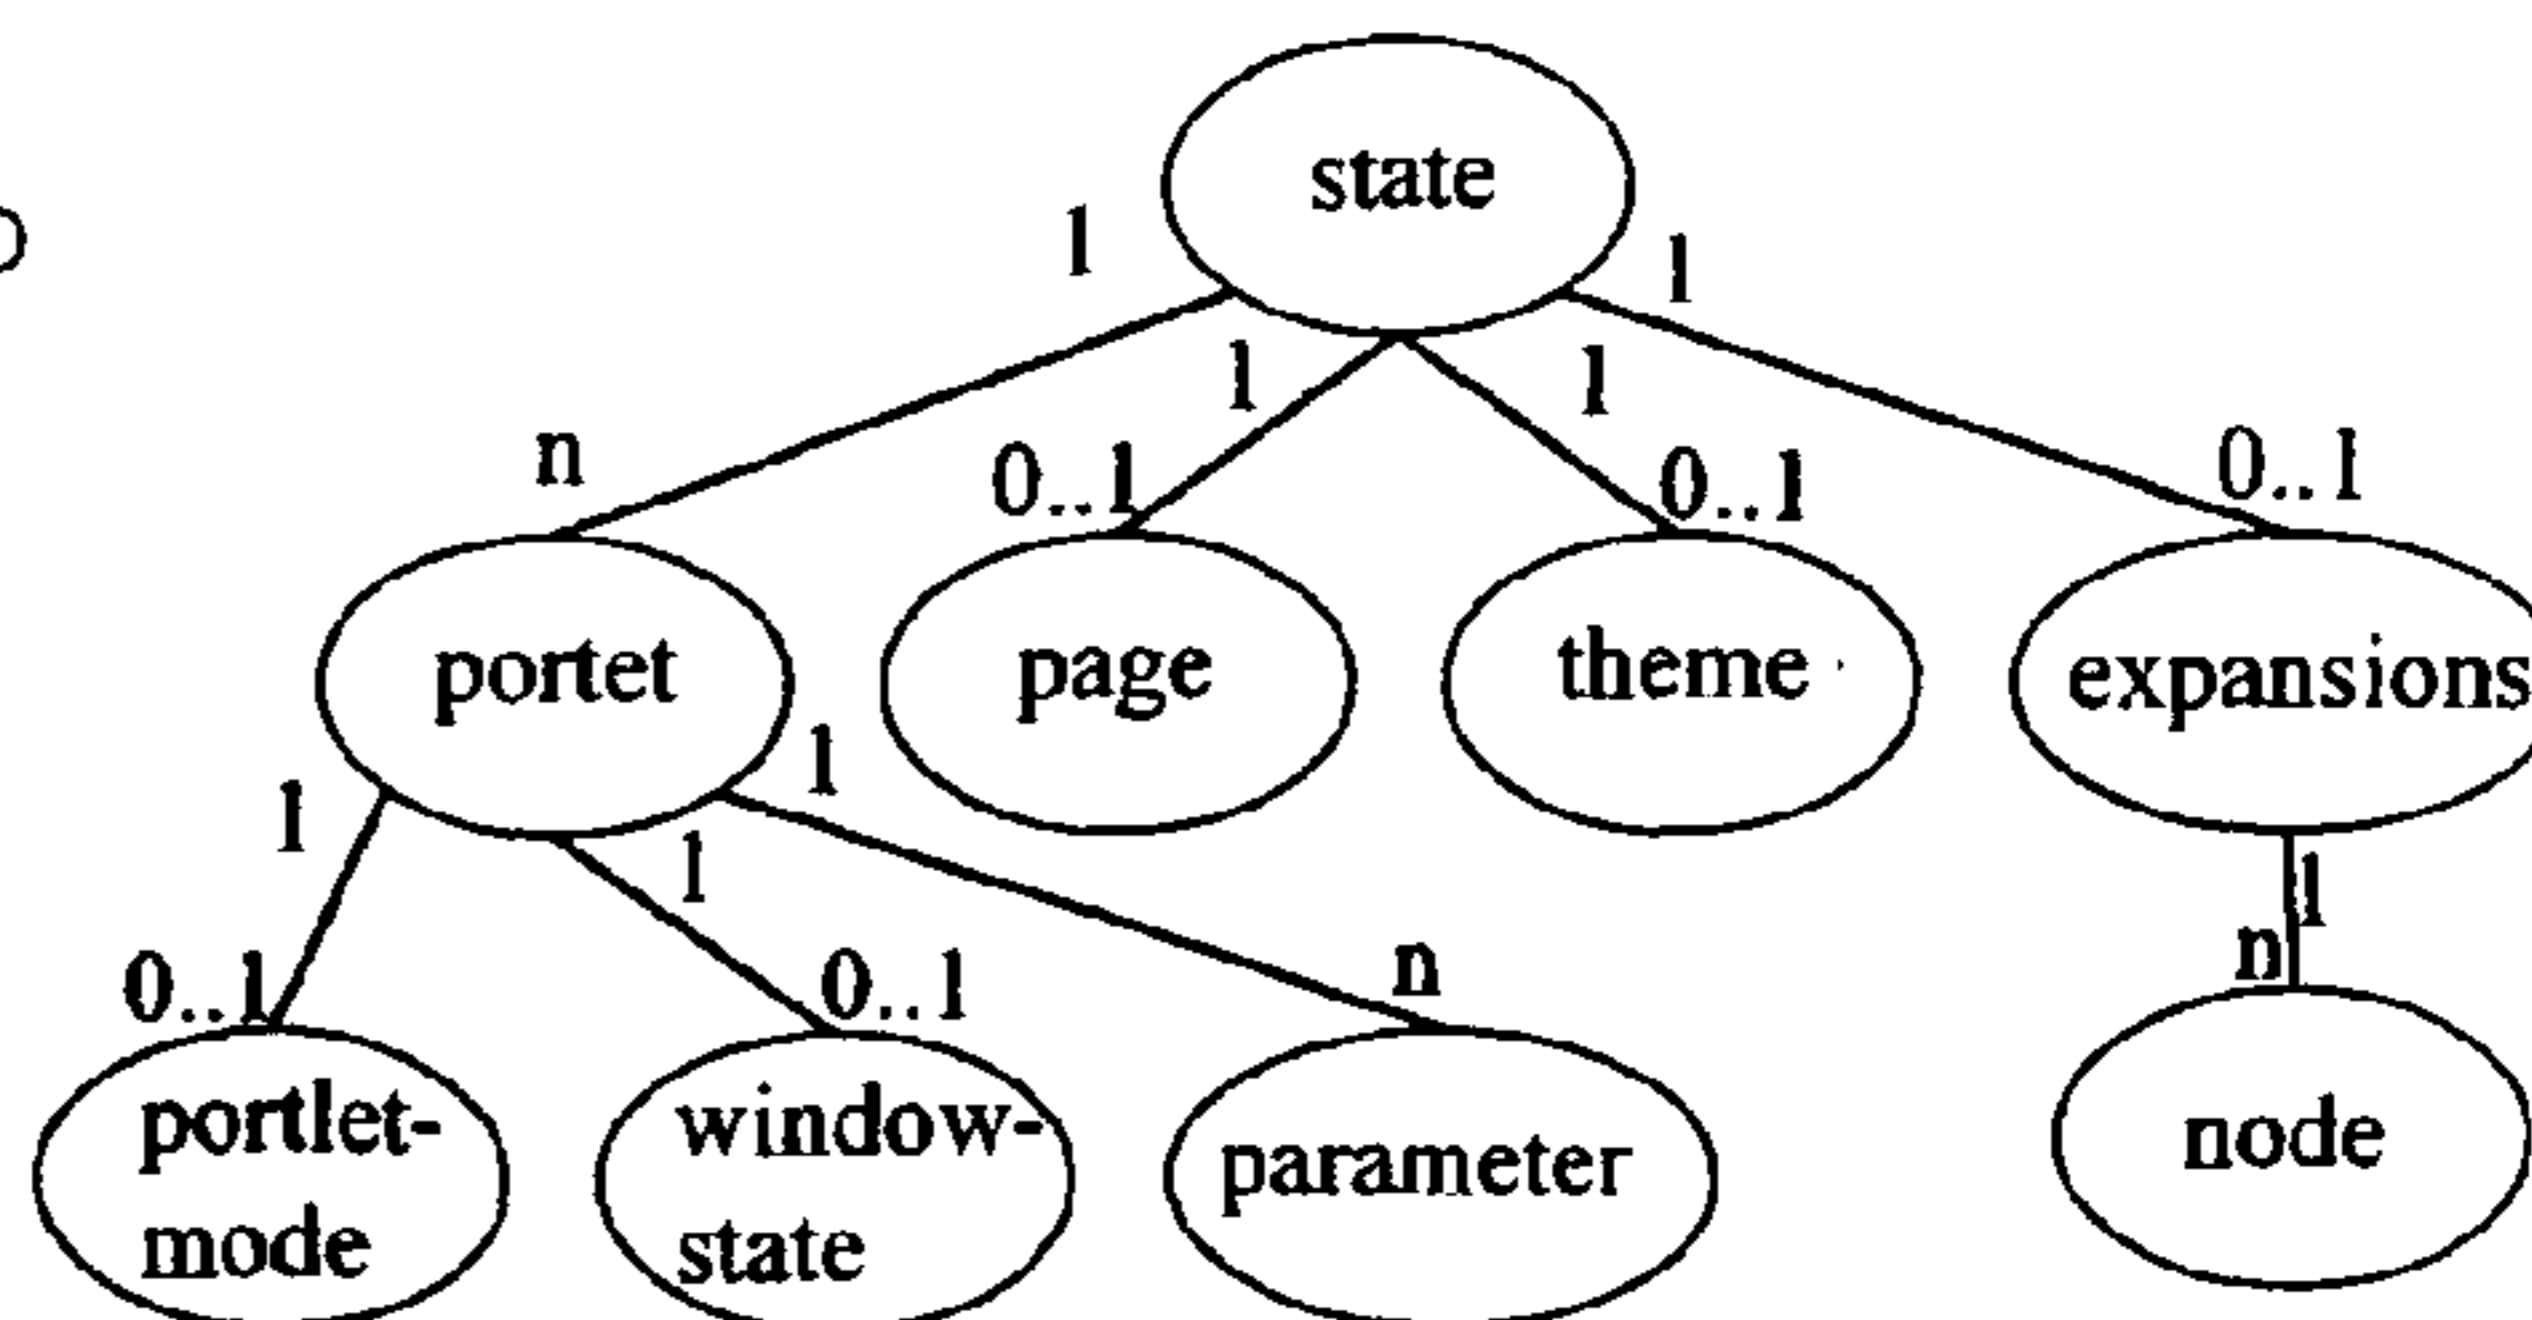 state
1
1
1
1
n
0..1
0..1
0..1
portet
page
theme
expansions
1
1
1
1
n
0..1
0..1
n
portlet-
mode
window-
state
parameter
node